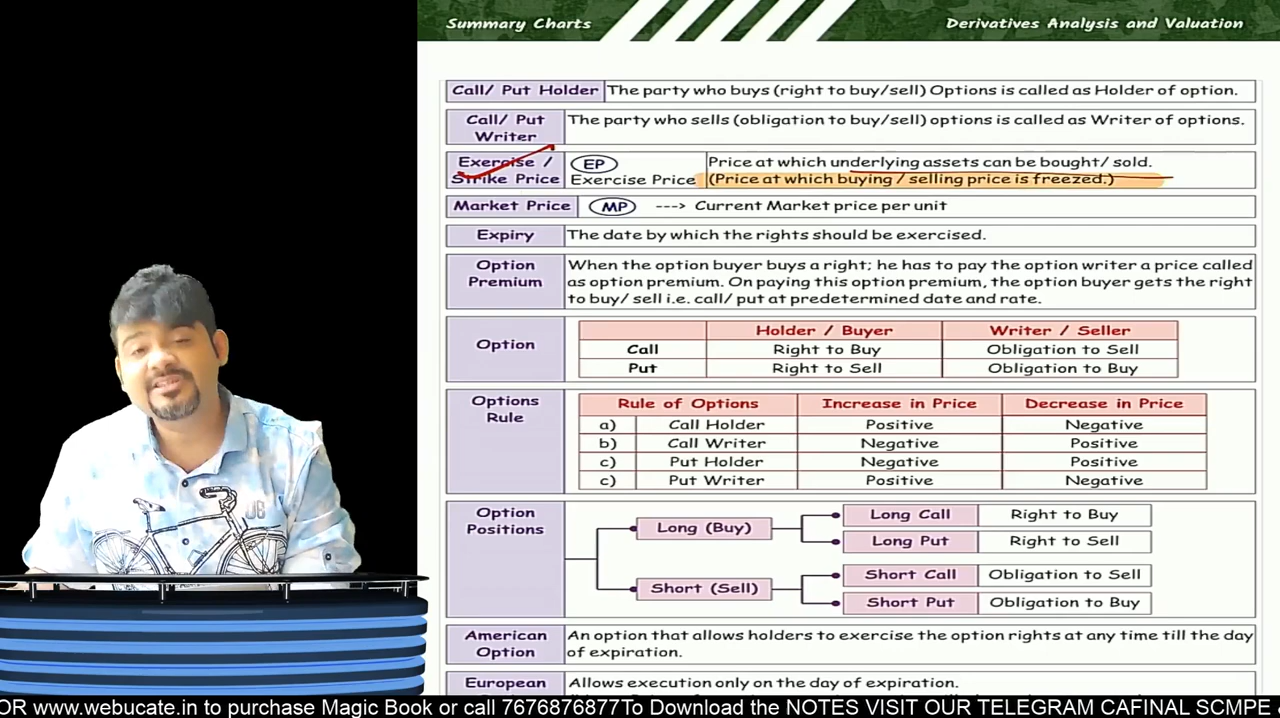 Summary Charts
Derivatives Analysis and Valuation
Call/ Put Holder
The party who buys (right to buy/sell) Options is called as Holder of option.
Call/ Put
Writer
The party who sells (obligation to buy/sell) options is called as Writer of options.
Exercise /
Strike Price
EP
Exercise Price
Price at which underlying assets can be bought/ sold.
(Price at which buying / selling price is freezed.)
Market Price
MP ---> Current Market price per unit
Expiry
The date by which the rights should be exercised.
Option
Premium
When the option buyer buys a right; he has to pay the option writer a price called
as option premium. On paying this option premium, the option buyer gets the right
to buy/ sell i.e. call/ put at predetermined date and rate.
Option
Holder / Buyer Writer / Seller
Call Right to Buy Obligation to Sell
Put Right to Sell Obligation to Buy
Options
Rule
Rule of Options Increase in Price Decrease in Price
a) Call Holder Positive Negative
b) Call Writer Negative Positive
c) Put Holder Negative Positive
c) Put Writer Positive Negative
Option
Positions
Long (Buy)
Long Call Right to Buy
Long Put Right to Sell
Short (Sell)
Short Call Obligation to Sell
Short Put Obligation to Buy
American
Option
An option that allows holders to exercise the option rights at any time till the day
of expiration.
European
Allows execution only on the day of expiration.
OR www.webucate.in to purchase Magic Book or call 7676876877To Download the NOTES VISIT OUR TELEGRAM CAFINAL SCMPE